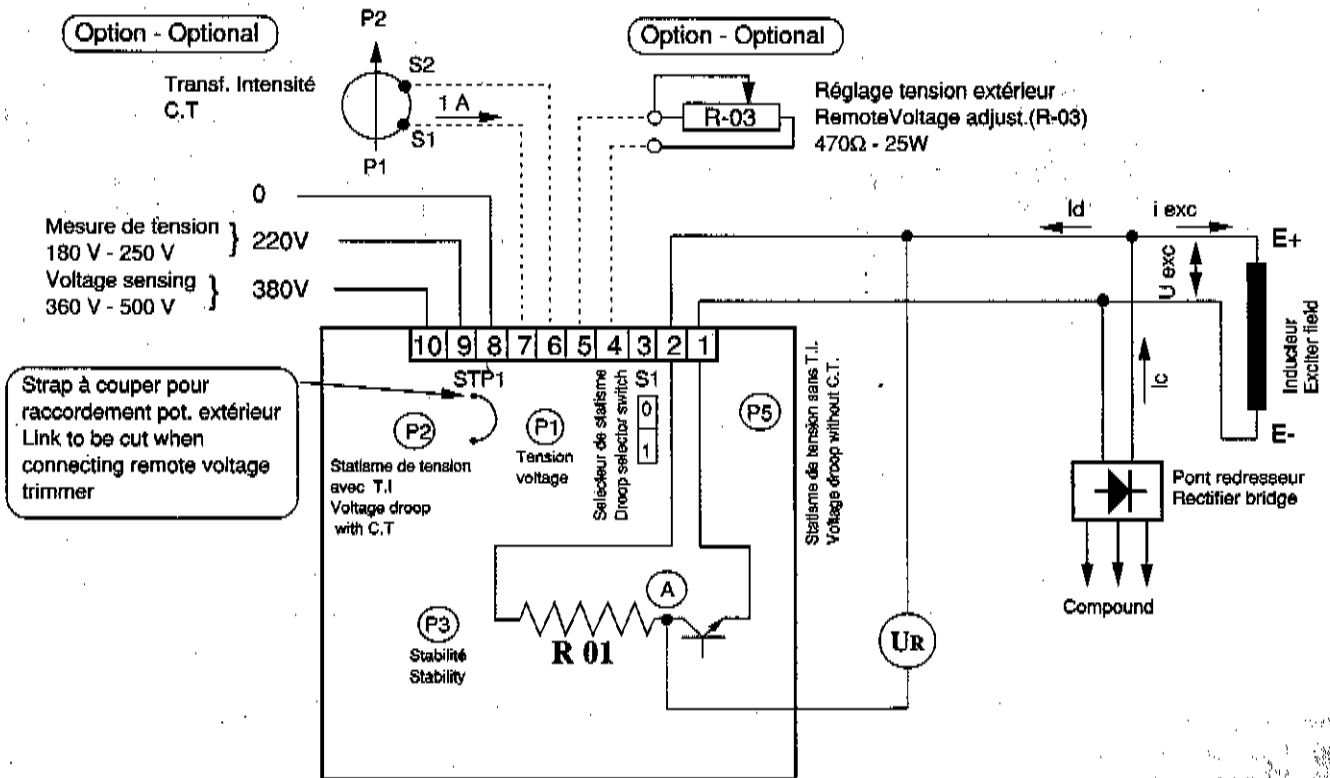 Option - Optional
P2
S2
Transf. Intensité
C.T
1 A
S1
P1
Option - Optional
R-03
Réglage tension extérieur
RemoteVoltage adjust.(R-03)
470Ω - 25W
0
Mesure de tension
180 V - 250 V
} 220V
Voltage sensing
360 V - 500 V
} 380V
Id
i exc
E+
U exc
Ic
Inducteur
Exciter field
E-
10 9 8 7 6 5 4 3 2 1
STP1
Strap à couper pour
raccordement pot. extérieur
Link to be cut when
connecting remote voltage
trimmer
P2
Statisme de tension
avec T.I
Voltage droop
with C.T
P1
Tension
voltage
Sélecteur de statisme
Droop selector switch
S1
0
1
P5
Statisme de tension sans T.I.
Voltage droop without C.T.
Pont redresseur
Rectifier bridge
Compound
A
R 01
P3
Stabilité
Stability
UR